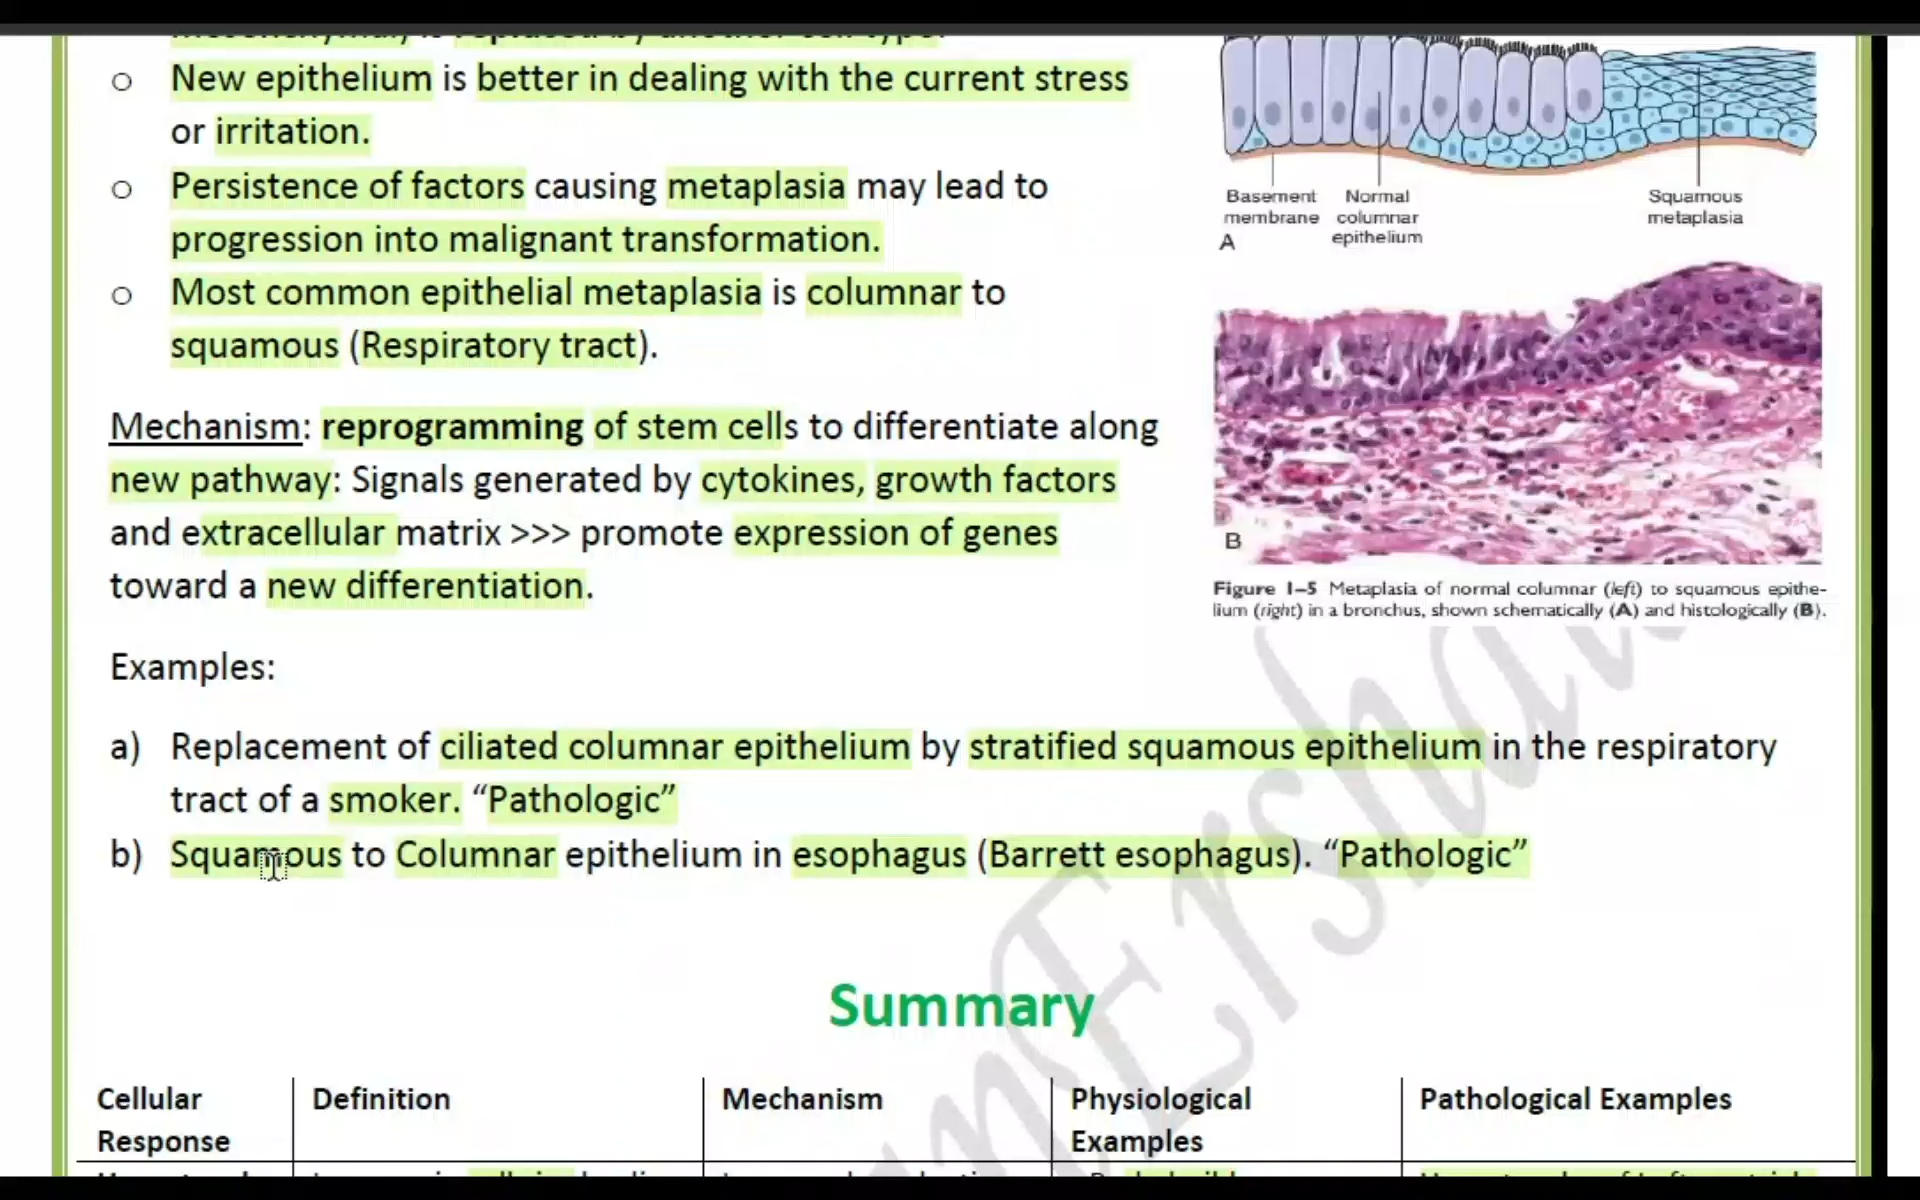 New epithelium is better in dealing with the current stress
or irritation.
Persistence of factors causing metaplasia may lead to
progression into malignant transformation.
Most common epithelial metaplasia is columnar to
squamous (Respiratory tract).
Basement membrane
Normal columnar epithelium
Squamous metaplasia
A
B
Figure 1–5 Metaplasia of normal columnar (left) to squamous epithe-
lium (right) in a bronchus, shown schematically (A) and histologically (B).
Mechanism: reprogramming of stem cells to differentiate along
new pathway: Signals generated by cytokines, growth factors
and extracellular matrix >>> promote expression of genes
toward a new differentiation.
Examples:
a) Replacement of ciliated columnar epithelium by stratified squamous epithelium in the respiratory
tract of a smoker. “Pathologic”
b) Squamous to Columnar epithelium in esophagus (Barrett esophagus). “Pathologic”
Summary
Cellular Response
Definition
Mechanism
Physiological Examples
Pathological Examples